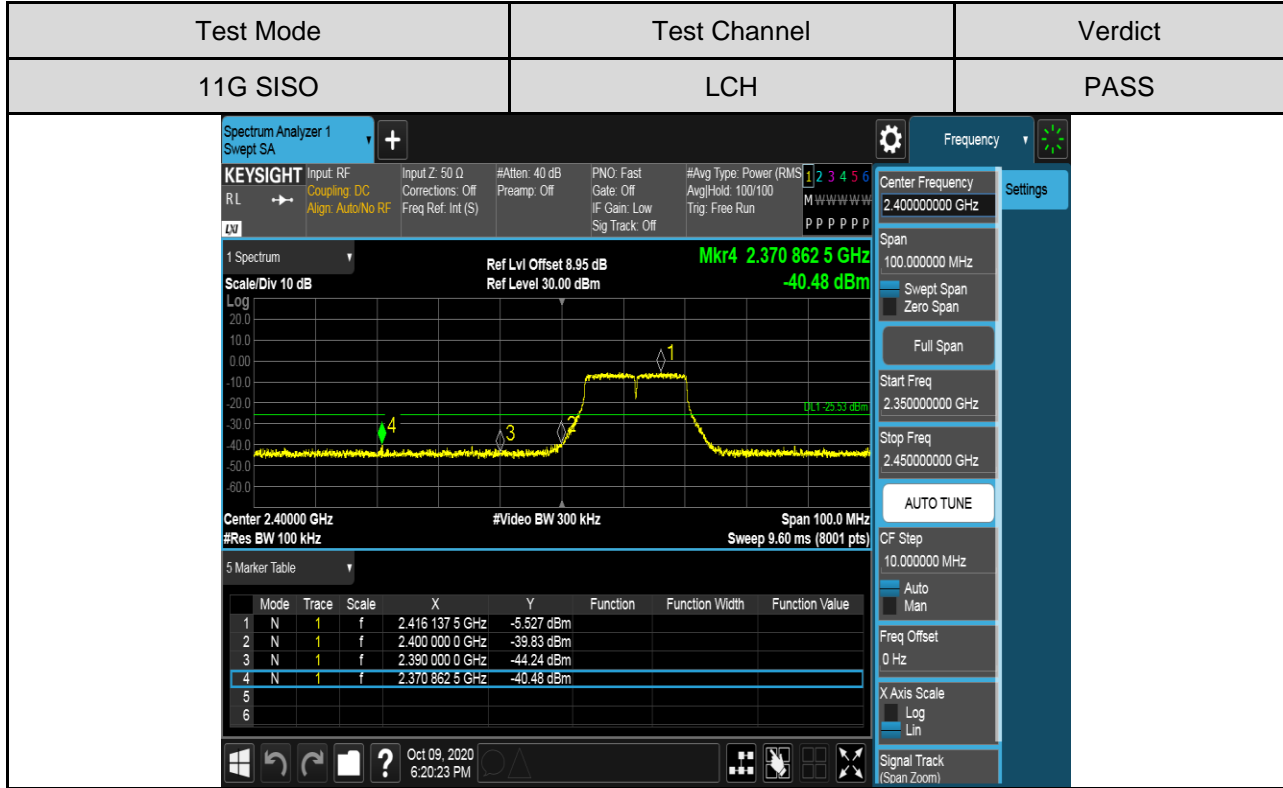 Test Mode Test Channel Verdict
11G SISO LCH PASS
Spectrum Analyzer 1
Swept SA
+
Frequency
KEYSIGHT Input: RF Input Z: 50 Ω #Atten: 40 dB PNO: Fast #Avg Type: Power (RMS 1 2 3 4 5 6
RL Coupling: DC Corrections: Off Preamp: Off Gate: Off Avg|Hold: 100/100 M W W W W W
Align: Auto/No RF Freq Ref: Int (S) IF Gain: Low Trig: Free Run
LXI Sig Track: Off P P P P P P
1 Spectrum
Ref Lvl Offset 8.95 dB
Mkr4 2.370 862 5 GHz
Scale/Div 10 dB Ref Level 30.00 dBm -40.48 dBm
Log
20.0
10.0
0.00
-10.0
-20.0
-30.0
-40.0
-50.0
-60.0
1
DL1 -25.53 dBm
4
3
2
Center 2.40000 GHz #Video BW 300 kHz Span 100.0 MHz
#Res BW 100 kHz Sweep 9.60 ms (8001 pts)
5 Marker Table
Mode Trace Scale X Y Function Function Width Function Value
1 N 1 f 2.416 137 5 GHz -5.527 dBm
2 N 1 f 2.400 000 0 GHz -39.83 dBm
3 N 1 f 2.390 000 0 GHz -44.24 dBm
4 N 1 f 2.370 862 5 GHz -40.48 dBm
5
6
?
Oct 09, 2020
6:20:23 PM
Center Frequency
2.400000000 GHz
Settings
Span
100.000000 MHz
Swept Span
Zero Span
Full Span
Start Freq
2.350000000 GHz
Stop Freq
2.450000000 GHz
AUTO TUNE
CF Step
10.000000 MHz
Auto
Man
Freq Offset
0 Hz
X Axis Scale
Log
Lin
Signal Track
(Span Zoom)